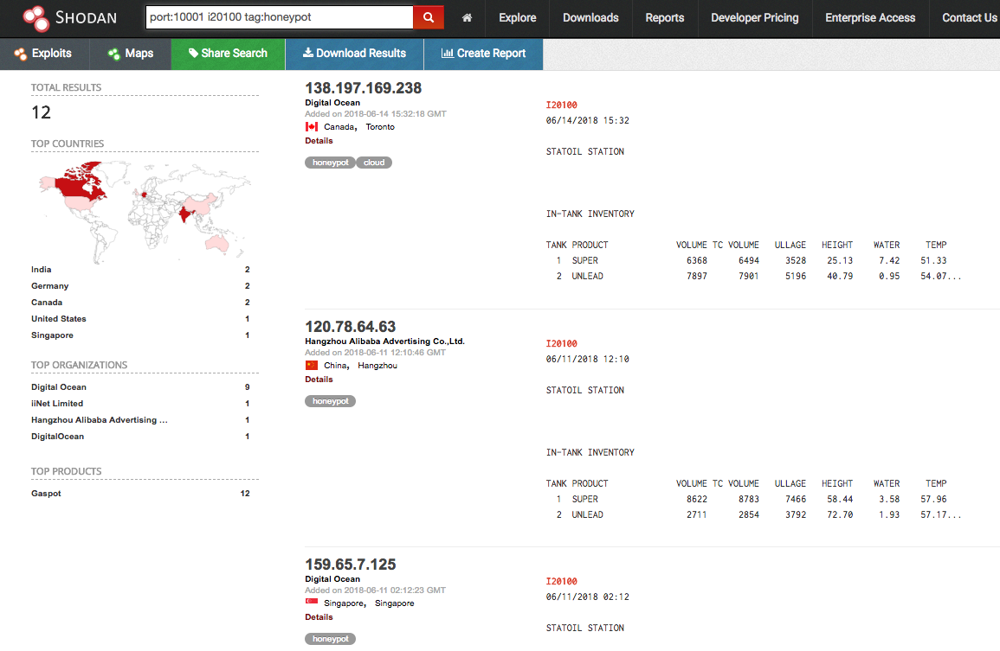 SHODAN
port:10001 i20100 tag:honeypot
Explore
Downloads
Reports
Developer Pricing
Enterprise Access
Contact Us
Exploits
Maps
Share Search
Download Results
Create Report
TOTAL RESULTS
12
TOP COUNTRIES
India 2
Germany 2
Canada 2
United States 1
Singapore 1
TOP ORGANIZATIONS
Digital Ocean 9
iiNet Limited 1
Hangzhou Alibaba Advertising ... 1
DigitalOcean 1
TOP PRODUCTS
Gaspot 12
138.197.169.238
Digital Ocean
Added on 2018-06-14 15:32:18 GMT
Canada, Toronto
Details
honeypot cloud
I20100
06/14/2018 15:32
STATOIL STATION
IN-TANK INVENTORY
TANK PRODUCT VOLUME TC VOLUME ULLAGE HEIGHT WATER TEMP
1 SUPER 6368 6494 3528 25.13 7.42 51.33
2 UNLEAD 7897 7901 5196 40.79 0.95 54.07...
120.78.64.63
Hangzhou Alibaba Advertising Co.,Ltd.
Added on 2018-06-11 12:10:46 GMT
China, Hangzhou
Details
honeypot
I20100
06/11/2018 12:10
STATOIL STATION
IN-TANK INVENTORY
TANK PRODUCT VOLUME TC VOLUME ULLAGE HEIGHT WATER TEMP
1 SUPER 8622 8783 7466 58.44 3.58 57.96
2 UNLEAD 2711 2854 3792 72.70 1.93 57.17...
159.65.7.125
Digital Ocean
Added on 2018-06-11 02:12:23 GMT
Singapore, Singapore
Details
honeypot
I20100
06/11/2018 02:12
STATOIL STATION